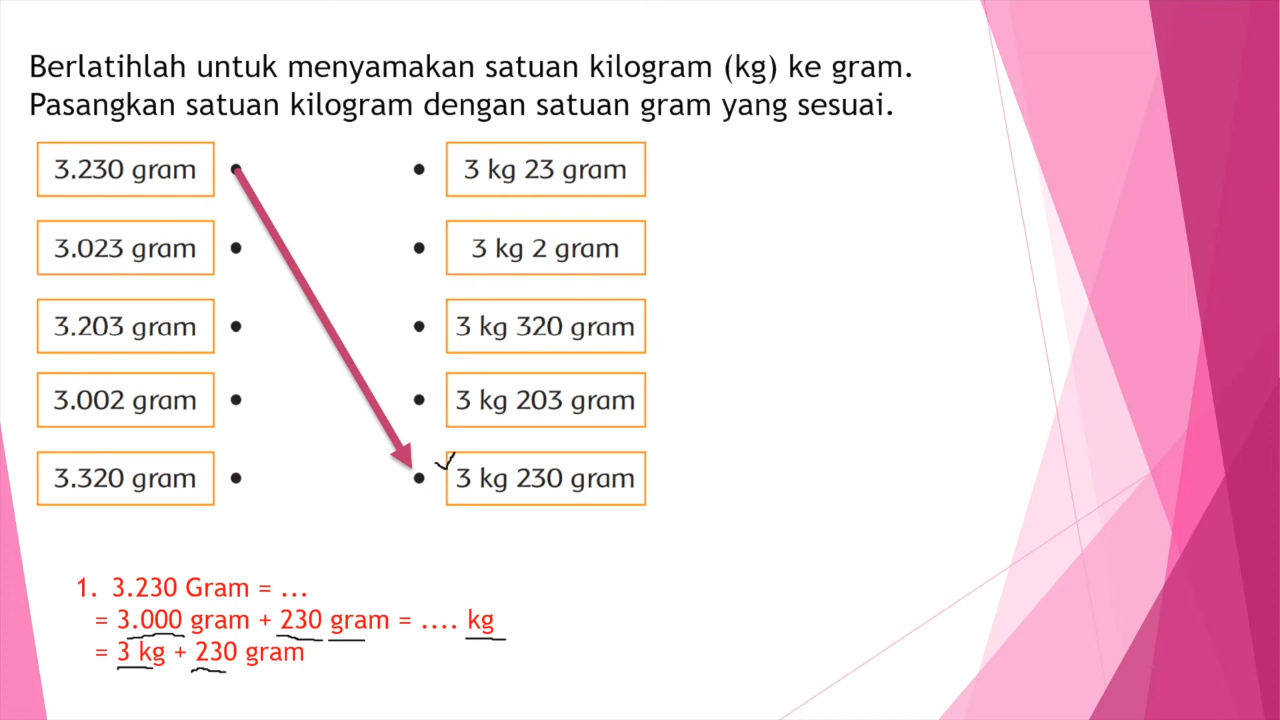 Berlatihlah untuk menyamakan satuan kilogram (kg) ke gram.
Pasangkan satuan kilogram dengan satuan gram yang sesuai.
3.230 gram
3 kg 23 gram
3.023 gram
3 kg 2 gram
3.203 gram
3 kg 320 gram
3.002 gram
3 kg 203 gram
3.320 gram
3 kg 230 gram
1. 3.230 Gram = ...
= 3.000 gram + 230 gram = .... kg
= 3 kg + 230 gram